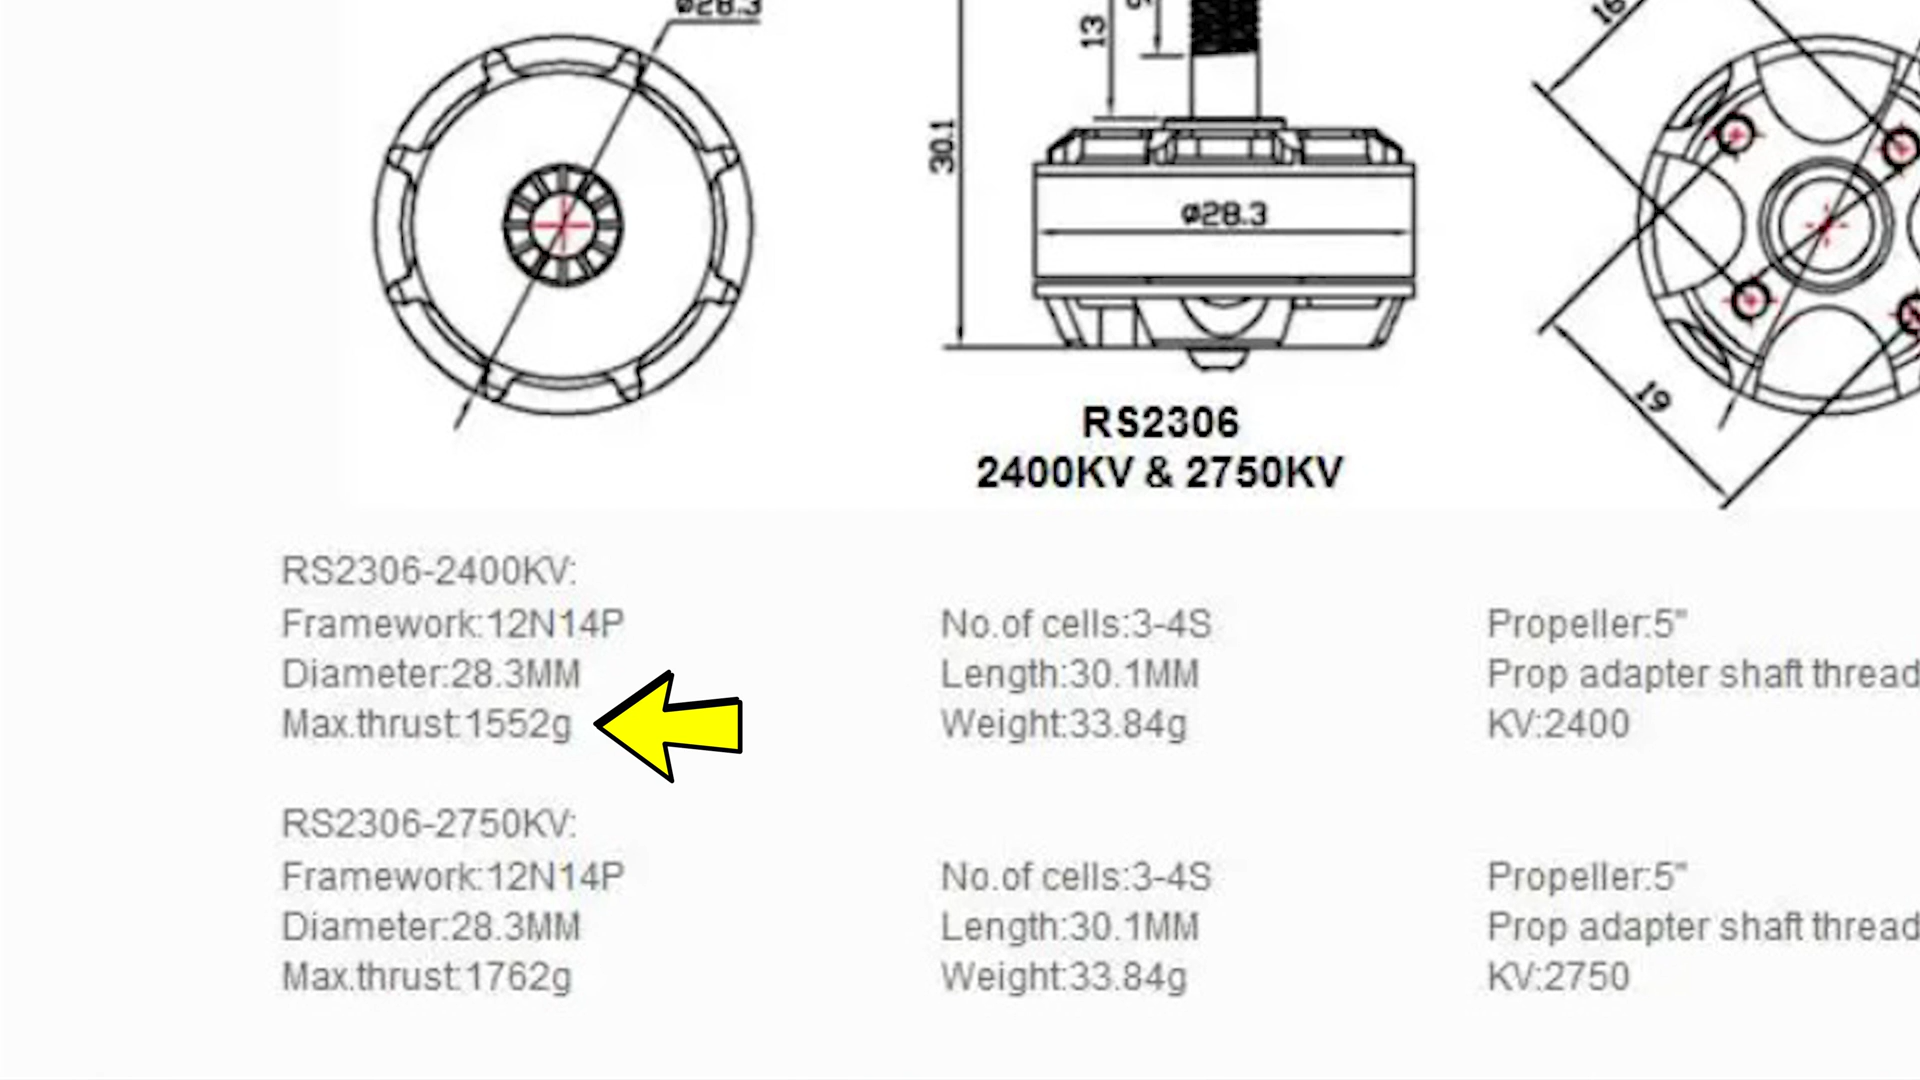 ø28.3
13
9
16
30.1
ø28.3
19
RS2306
2400KV & 2750KV
RS2306-2400KV:
Framework:12N14P No.of cells:3-4S Propeller:5"
Diameter:28.3MM Length:30.1MM Prop adapter shaft thread
Max.thrust:1552g Weight:33.84g KV:2400
RS2306-2750KV:
Framework:12N14P No.of cells:3-4S Propeller:5"
Diameter:28.3MM Length:30.1MM Prop adapter shaft thread
Max.thrust:1762g Weight:33.84g KV:2750